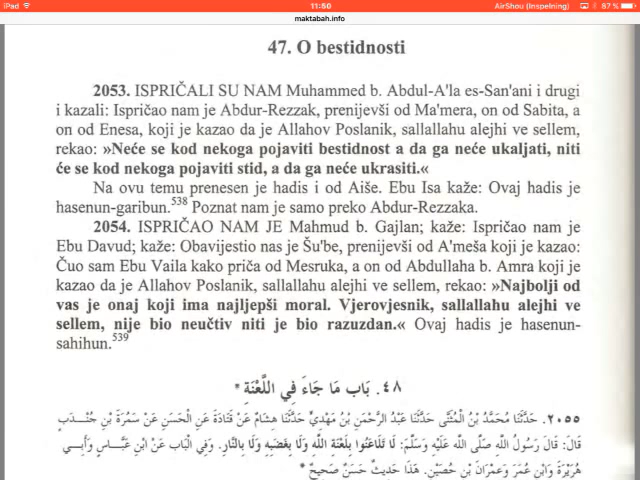 iPad 11:50 AirShou (Inspelning) 87 %
maktabah.info
47. O bestidnosti
2053. ISPRIČALI SU NAM Muhammed b. Abdul-A'la es-San'ani i drugi
i kazali: Ispričao nam je Abdur-Rezzak, prenijevši od Ma'mera, on od Sabita, a
on od Enesa, koji je kazao da je Allahov Poslanik, sallallahu alejhi ve sellem,
rekao: »Neće se kod nekoga pojaviti bestidnost a da ga neće ukaljati, niti
će se kod nekoga pojaviti stid, a da ga neće ukrasiti.«
Na ovu temu prenesen je hadis i od Aiše. Ebu Isa kaže: Ovaj hadis je
hasenun-garibun.538 Poznat nam je samo preko Abdur-Rezzaka.
2054. ISPRIČAO NAM JE Mahmud b. Gajlan; kaže: Ispričao nam je
Ebu Davud; kaže: Obavijestio nas je Šu'be, prenijevši od A'meša koji je kazao:
Čuo sam Ebu Vaila kako priča od Mesruka, a on od Abdullaha b. Amra koji je
kazao da je Allahov Poslanik, sallallahu alejhi ve sellem, rekao: »Najbolji od
vas je onaj koji ima najljepši moral. Vjerovjesnik, sallallahu alejhi ve
sellem, nije bio neučtiv niti je bio razuzdan.« Ovaj hadis je hasenun-
sahihun.539
٤٨. بَاب مَا جَاءَ فِي اللَّعْنَةِ *
٢٠٥٥. حَدَّثَنَا مُحَمَّدُ بْنُ الْمُثَنَّى حَدَّثَنَا عَبْدُ الرَّحْمَنِ بْنُ مَهْدِيٍّ حَدَّثَنَا هِشَامٌ عَنْ قَتَادَةَ عَنِ الْحَسَنِ عَنْ سَمُرَةَ بْنِ جُنْدَبٍ
قَالَ: قَالَ رَسُولُ اللَّهِ صَلَّى اللَّهُ عَلَيْهِ وَسَلَّمَ: لَا تَلَاعَنُوا بِلَعْنَةِ اللَّهِ وَلَا بِغَضَبِهِ وَلَا بِالنَّارِ. وَفِي الْبَاب عَنِ ابْنِ عَبَّاسٍ وَأَبِي
هُرَيْرَةَ وَابْنِ عُمَرَ وَعِمْرَانَ بْنِ حُصَيْنٍ. هَذَا حَدِيثٌ حَسَنٌ صَحِيحٌ *